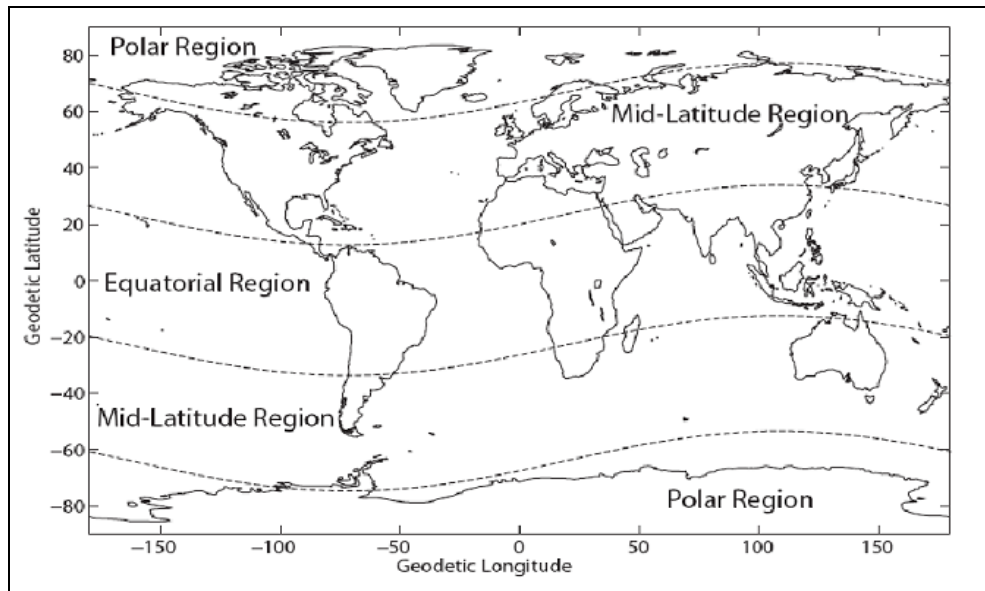 80
60
40
20
0
−20
−40
−60
−80
Geodetic Latitude
Polar Region
Mid-Latitude Region
Equatorial Region
Mid-Latitude Region
Polar Region
−150
−100
−50
0
50
100
150
Geodetic Longitude